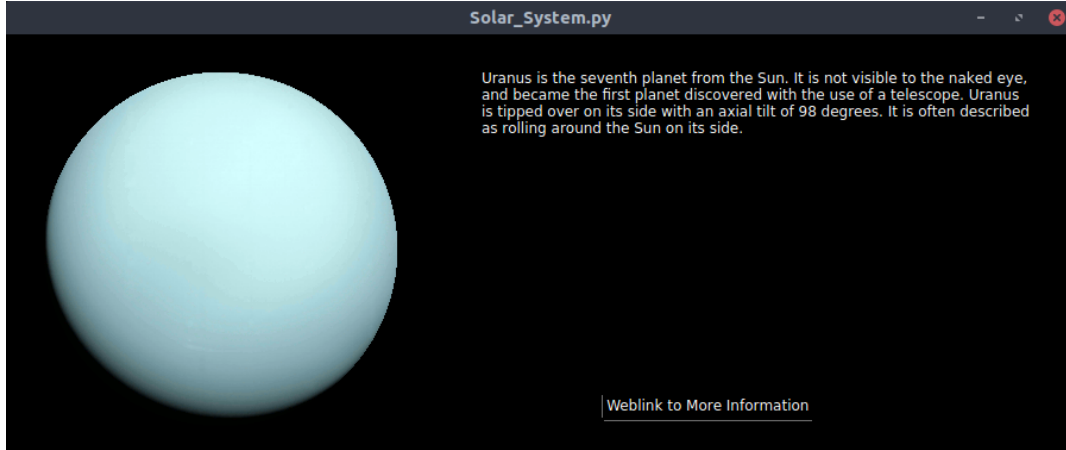 Solar_System.py
Uranus is the seventh planet from the Sun. It is not visible to the naked eye,
and became the first planet discovered with the use of a telescope. Uranus
is tipped over on its side with an axial tilt of 98 degrees. It is often described
as rolling around the Sun on its side.
Weblink to More Information